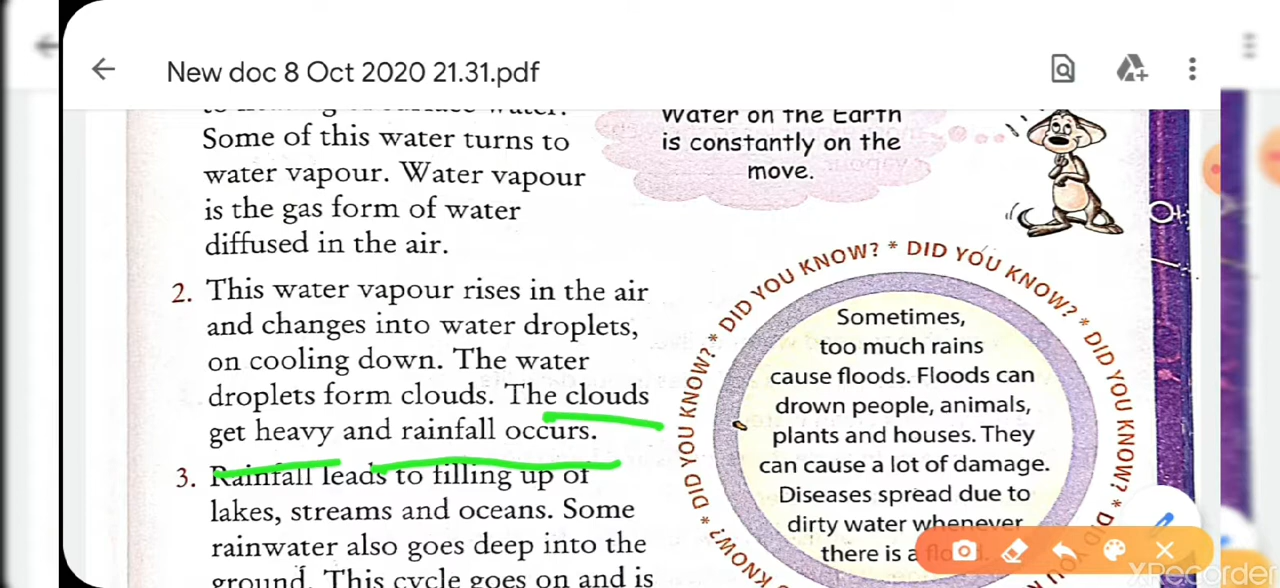 New doc 8 Oct 2020 21.31.pdf
Some of this water turns to
water vapour. Water vapour
is the gas form of water
diffused in the air.
2. This water vapour rises in the air
and changes into water droplets,
on cooling down. The water
droplets form clouds. The clouds
get heavy and rainfall occurs.
3. Rainfall leads to filling up of
lakes, streams and oceans. Some
rainwater also goes deep into the
ground. This cycle goes on and is
Water on the Earth
is constantly on the
move.
DID YOU KNOW? * DID YOU KNOW? * DID YOU KNOW? * DID YOU KNOW? * DID YOU KNOW?
Sometimes,
too much rains
cause floods. Floods can
drown people, animals,
plants and houses. They
can cause a lot of damage.
Diseases spread due to
dirty water whenever
there is a flood.
XRecorder